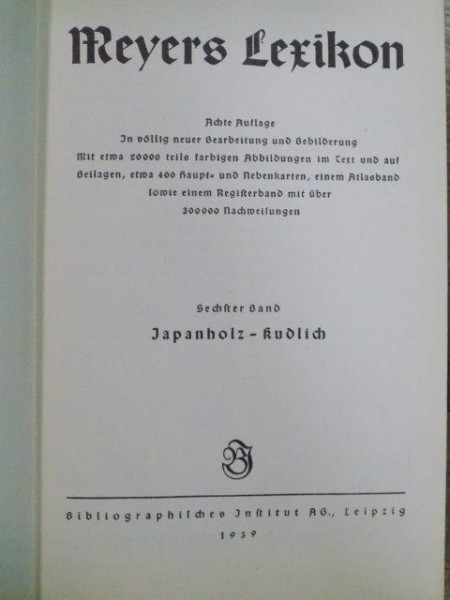 Meyers Lexikon
Achte Auflage
In völlig neuer Bearbeitung und Bebilderung
Mit etwa 20000 teils farbigen Abbildungen im Text und auf
Beilagen, etwa 400 Haupt= und Nebenkarten, einem Atlasband
sowie einem Registerband mit über
300000 Nachweisungen
Sechster Band
Japanholz – Kudlich
BJ
Bibliographisches Institut AG., Leipzig
1939